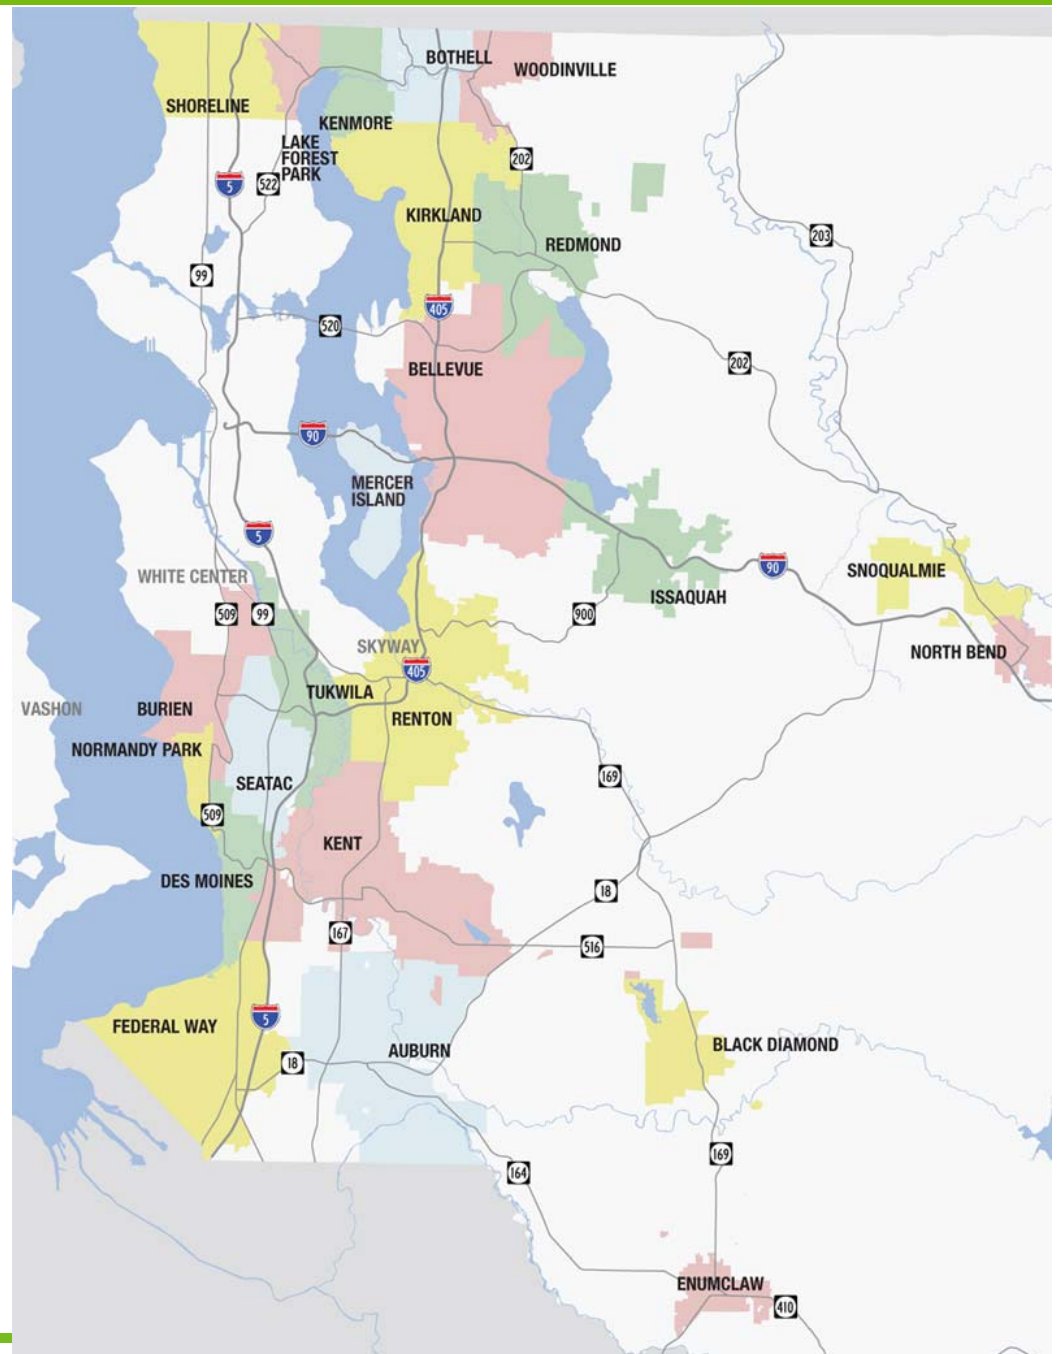 BOTHELL
WOODINVILLE
SHORELINE
KENMORE
LAKE
FOREST
PARK
202
5
522
KIRKLAND
203
REDMOND
99
405
520
202
BELLEVUE
90
MERCER
ISLAND
5
90
WHITE CENTER
SNOQUALMIE
ISSAQUAH
509
99
900
SKYWAY
NORTH BEND
405
TUKWILA
VASHON
BURIEN
RENTON
NORMANDY PARK
169
SEATAC
509
KENT
DES MOINES
18
167
516
5
FEDERAL WAY
BLACK DIAMOND
AUBURN
18
169
164
ENUMCLAW
410